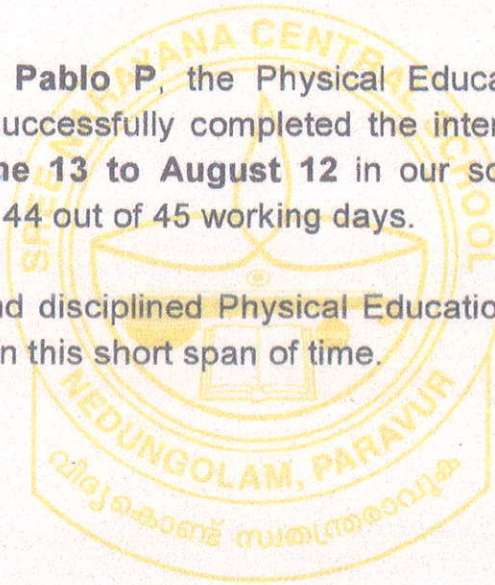 Pablo P, the Physical Educa
uccessfully completed the inter
ne 13 to August 12 in our sc
44 out of 45 working days.
nd disciplined Physical Educatio
n this short span of time.
SREE NARAYANA CENTRAL SCHOOL
NEDUNGOLAM, PARAVUR
വിദ്യകൊണ്ട് സ്വതന്ത്രരാവുക